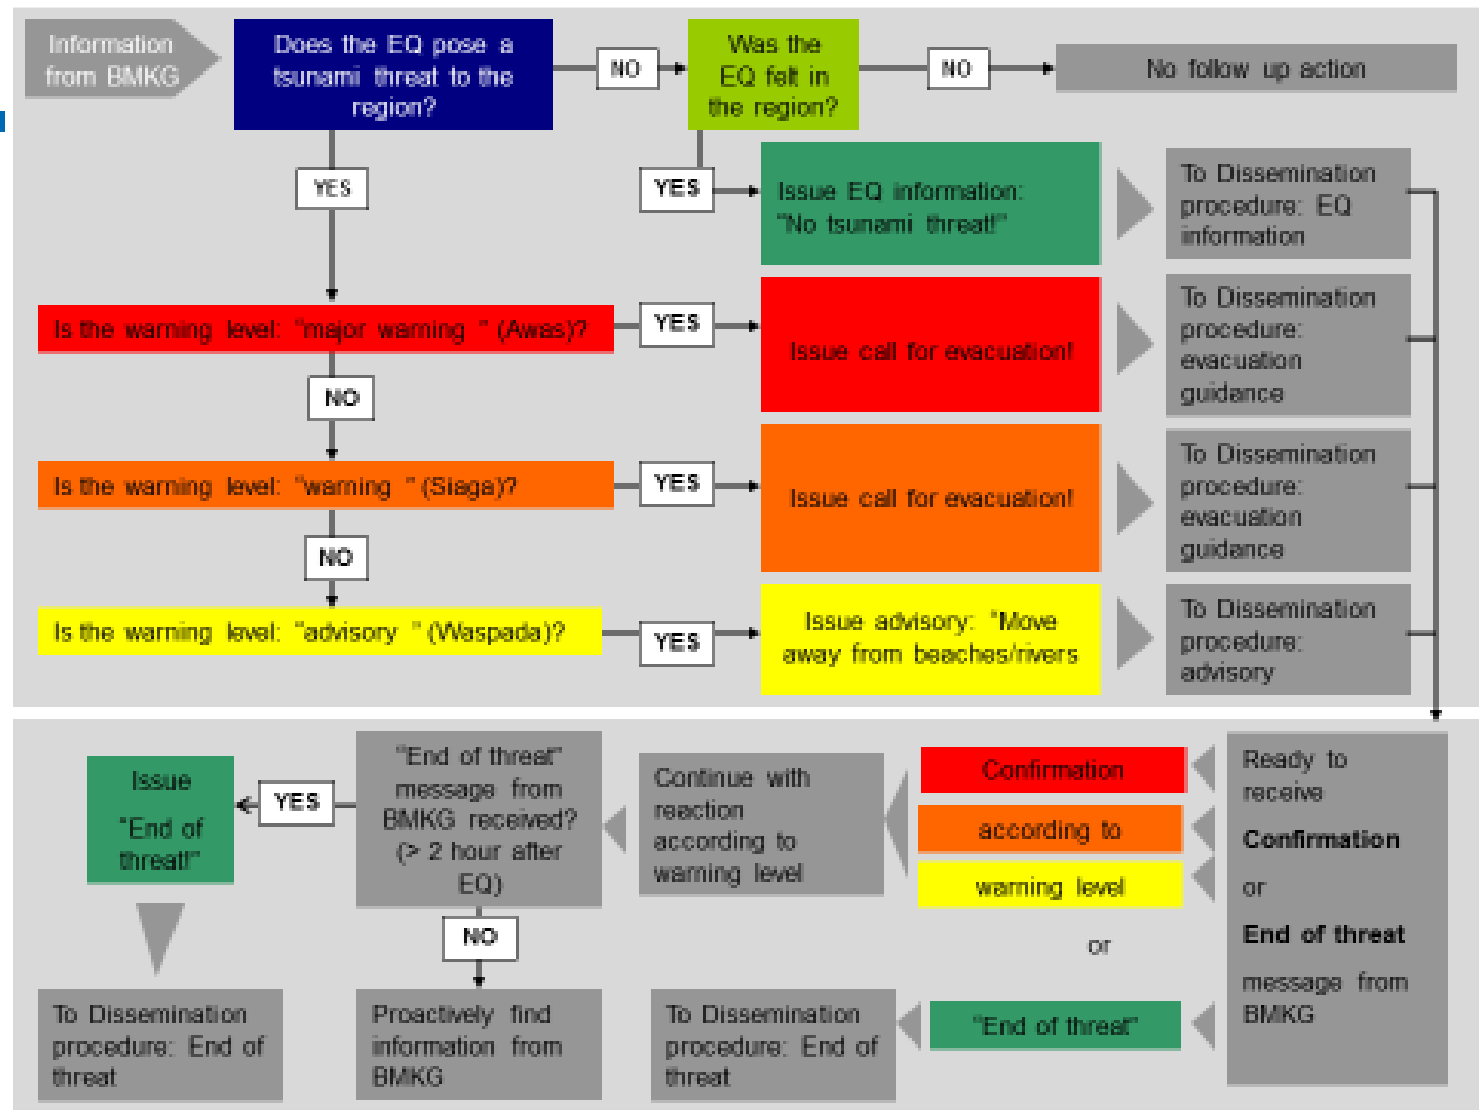 Information
from BMKG
Does the EQ pose a
tsunami threat to the
region?
NO
Was the
EQ felt in
the region?
NO
No follow up action
YES
YES
Issue EQ information:
"No tsunami threat!"
To Dissemination
procedure: EQ
information
Is the warning level: "major warning " (Awas)?
YES
Issue call for evacuation!
To Dissemination
procedure:
evacuation
guidance
NO
Is the warning level: "warning " (Siaga)?
YES
Issue call for evacuation!
To Dissemination
procedure:
evacuation
guidance
NO
Is the warning level: "advisory " (Waspada)?
YES
Issue advisory: "Move
away from beaches/rivers
To Dissemination
procedure:
advisory
Ready to
receive
Confirmation
or
End of threat
message from
BMKG
Confirmation
according to
warning level
or
"End of threat"
Continue with
reaction
according to
warning level
To Dissemination
procedure: End of
threat
"End of threat"
message from
BMKG received?
(> 2 hour after
EQ)
YES
Issue
"End of
threat!"
To Dissemination
procedure: End of
threat
NO
Proactively find
information from
BMKG